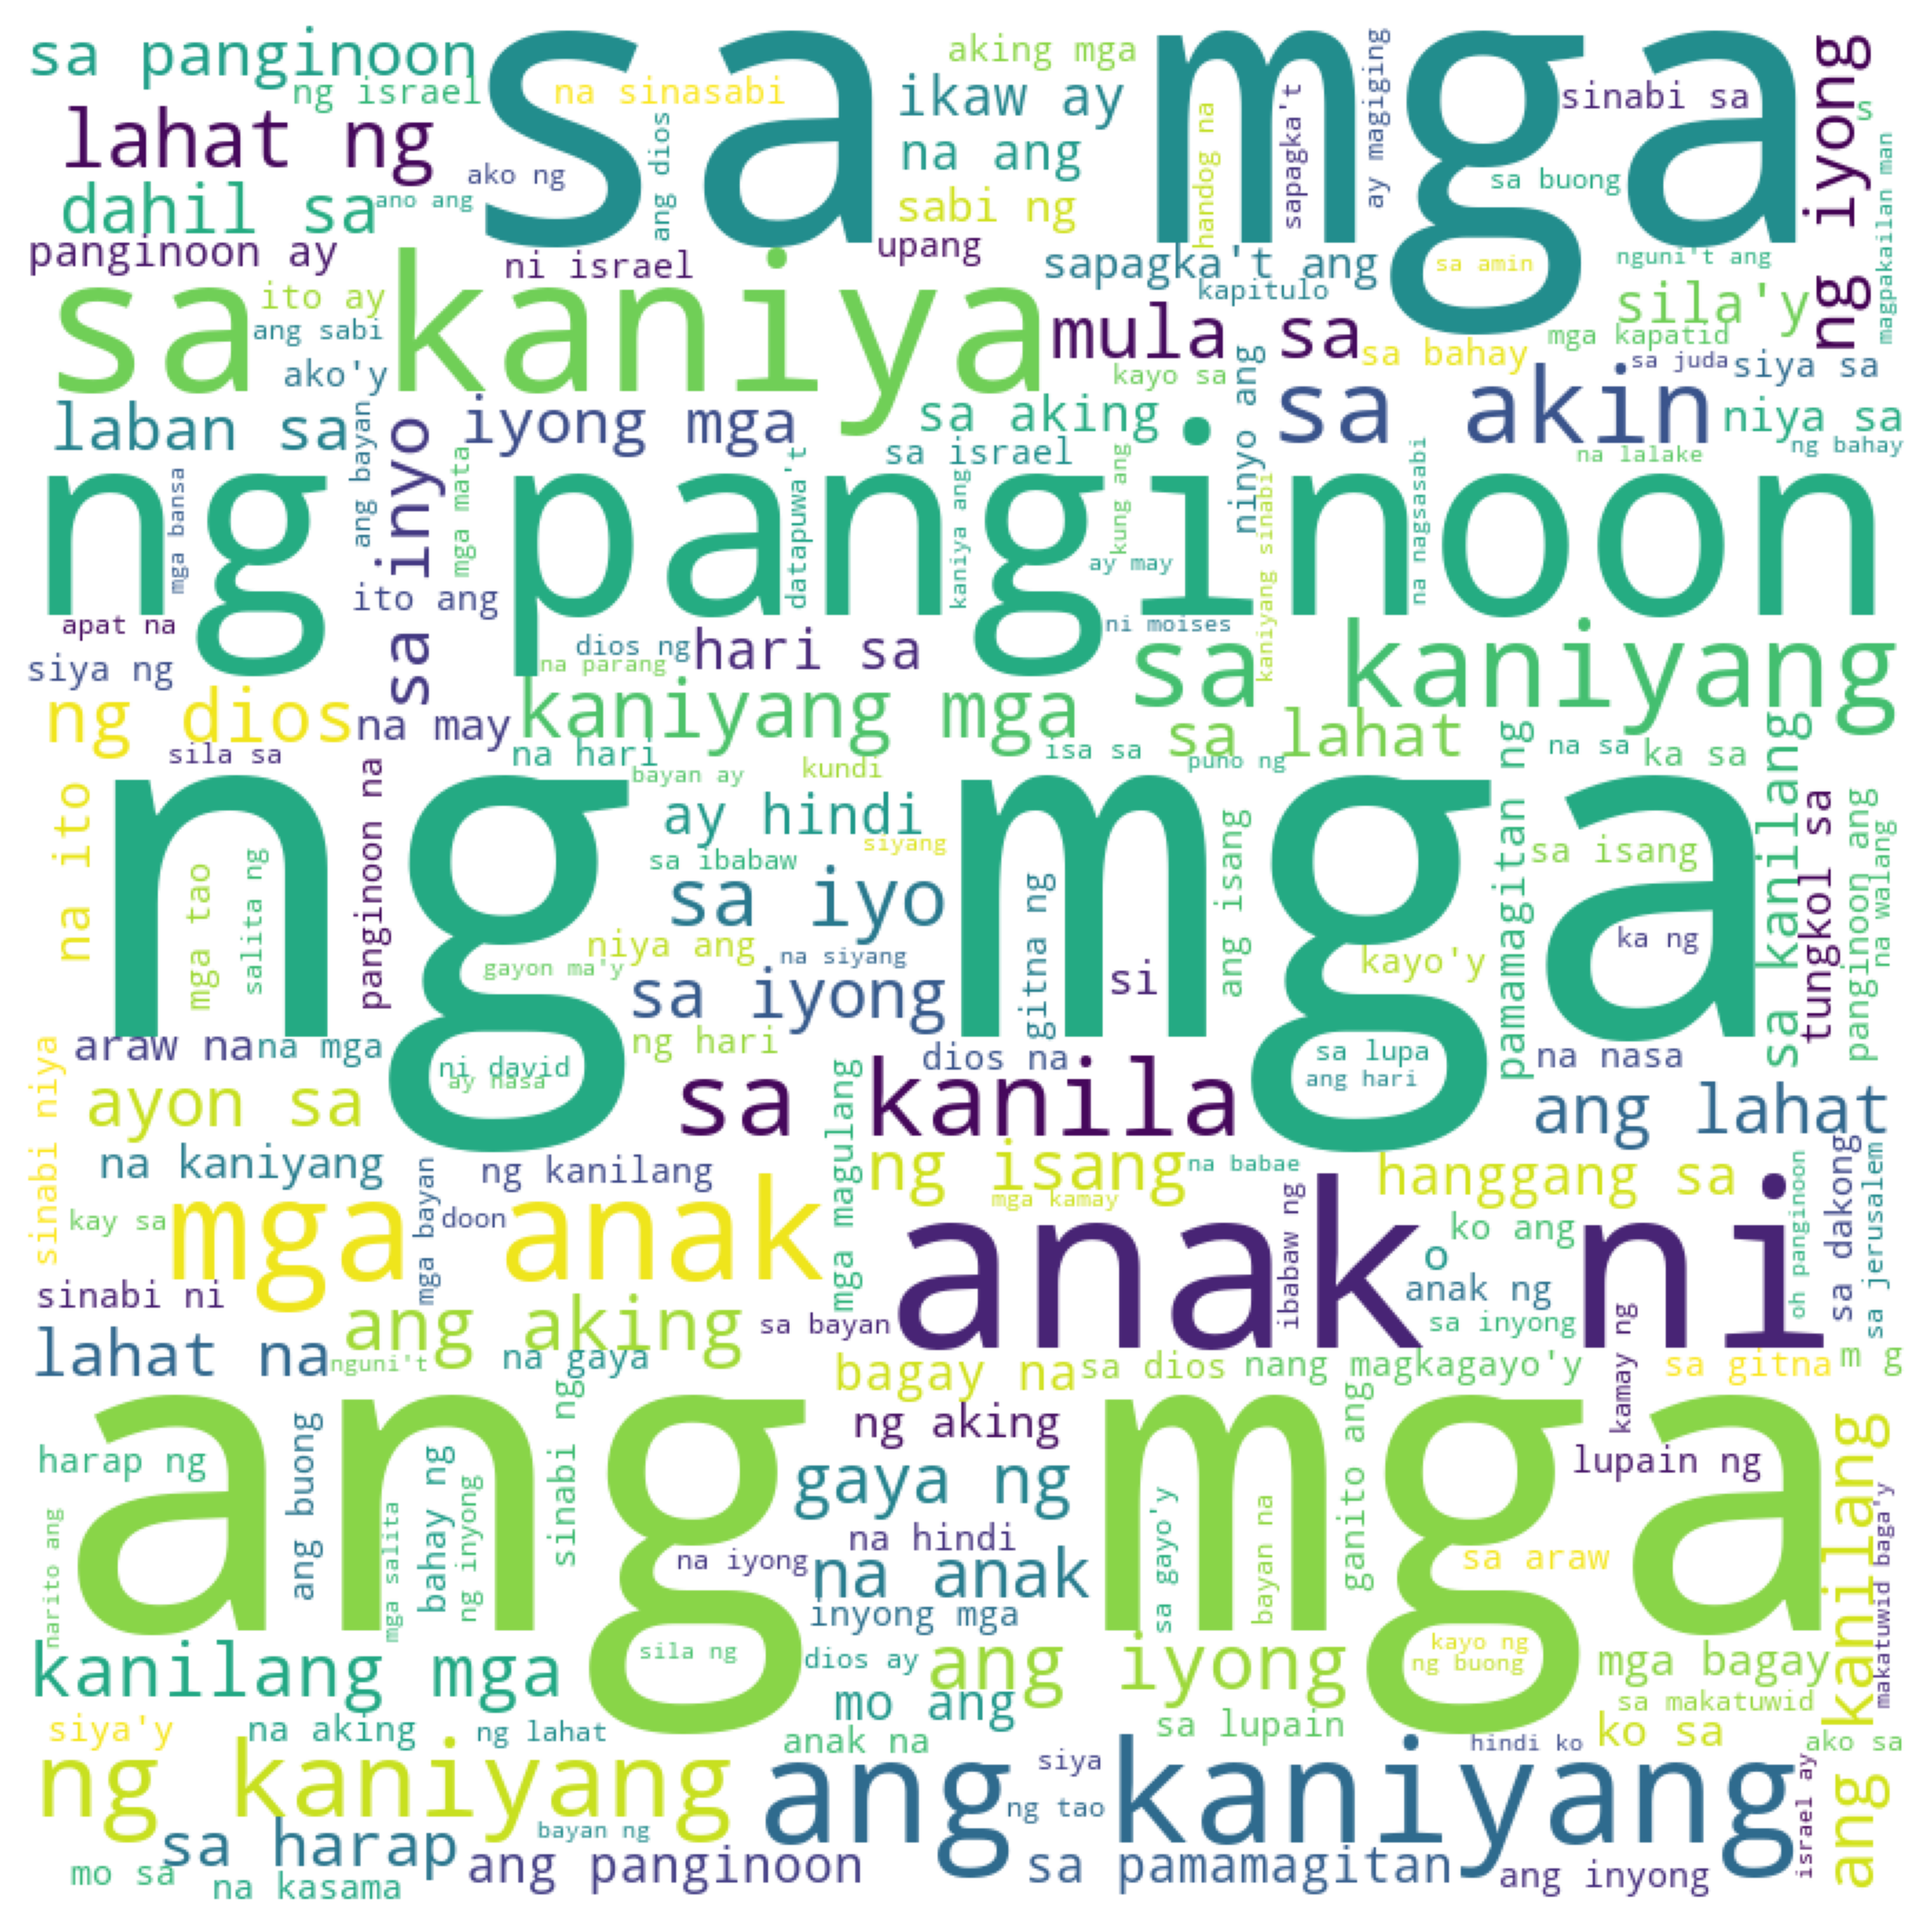 sa panginoon
sa mga
aking mga
ay magiging
ng iyong
ng israel
na sinasabi
ikaw ay
sapagka't
sinabi sa
s
lahat ng
ako ng
ang dios
na ang
handog na
sa buong
magpakailan man
dahil sa
ano ang
sabi ng
panginoon ay
ni israel
upang
sapagka't ang
sa amin
nguni't ang
sa kaniya
ito ay
kapitulo
sila'y
ang sabi
mula sa
sa bahay
mga kapatid
ako'y
kayo sa
sa juda
siya sa
laban sa
ang bayan
sa inyo
iyong mga
sa aking
ninyo ang
sa akin
niya sa
mga bansa
mga mata
datapuwa't
sa israel
kaniya ang
kung ang
kaniyang sinabi
na nagsasabi
na lalake
ng bahay
ng panginoon
ito ang
ay may
apat na
ni moises
siya ng
dios ng
na parang
hari sa
sa kaniyang
ng dios
na may
kaniyang mga
sa lahat
pamamagitan ng
na sa
ka sa
sa kanilang
sila sa
na hari
isa sa
bayan ay
kundi
puno ng
na ito
panginoon na
ng mga
ay hindi
siyang
sa ibabaw
ang isang
sa isang
tungkol sa
panginoon ang
na walang
mga tao
salita ng
sa iyo
gitna ng
niya ang
na siyang
ka ng
gayon ma'y
sa iyong
si
kayo'y
araw na
na mga
ng hari
dios na
sa lupa
na nasa
sinabi niya
ni david
ay nasa
mga magulang
ang hari
ayon sa
sa kanila
ang lahat
na kaniyang
mga bayan
ng kanilang
ng isang
na babae
hanggang sa
oh panginoon
sa dakong
sa jerusalem
kay sa
mga anak
doon
mga kamay
anak ni
ibabaw ng
ko ang
o
sinabi ni
anak ng
ang aking
sa bayan
sa inyong
kamay ng
lahat na
nguni't
na gaya
bagay na
sa dios
nang magkagayo'y
sa gitna
m g
ang mga
ang buong
sinabi ng
ng aking
ganito ang
ang kanilang
harap ng
bahay ng
gaya ng
lupain ng
narito ang
mga salita
ng inyong
na hindi
sa gayo'y
bayan na
makatuwid baga'y
na iyong
na anak
sa araw
inyong mga
kanilang mga
sila ng
dios ay
ang iyong
kayo ng
ng buong
mga bagay
mo ang
sa makatuwid
siya'y
na aking
ng lahat
anak na
sa lupain
hindi ko
ko sa
ako sa
ng kaniyang
ang kaniyang
siya
israel ay
ng tao
bayan ng
sa harap
mo sa
na kasama
ang panginoon
sa pamamagitan
ang inyong